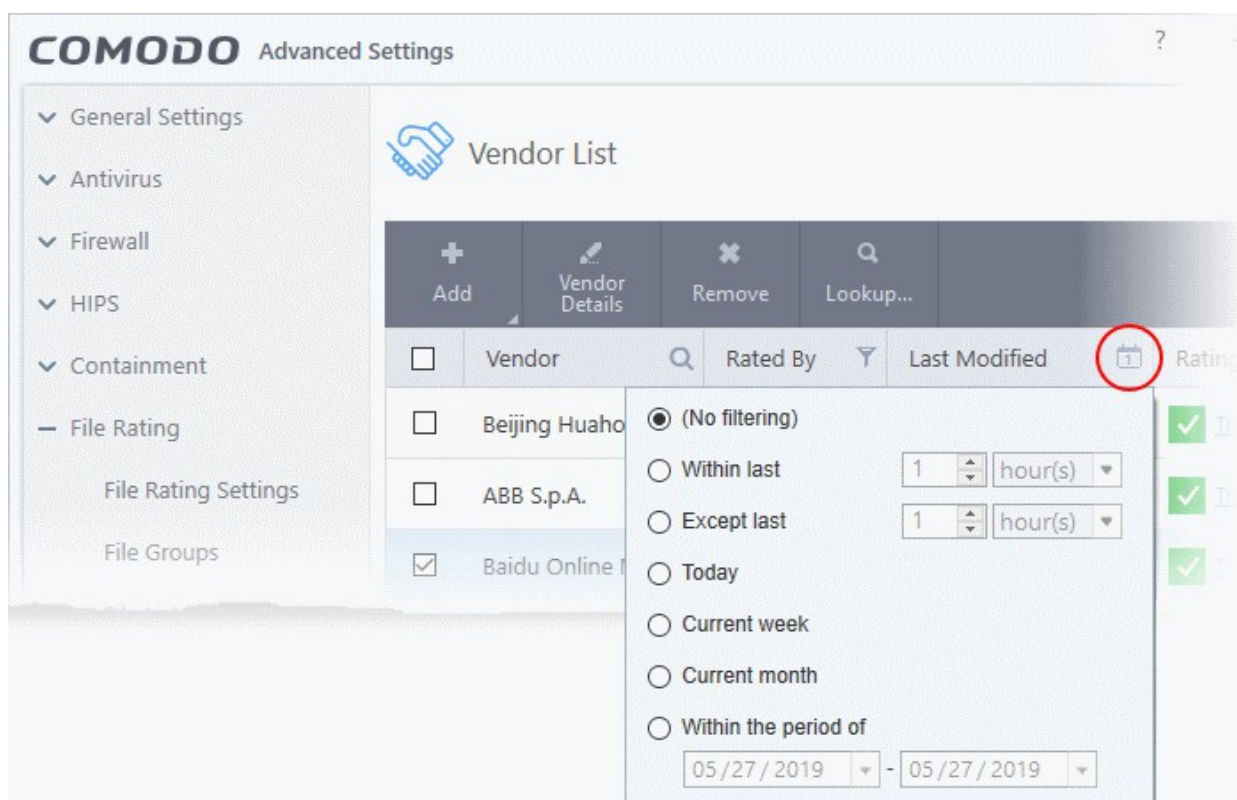 COMODO Advanced Settings ?
General Settings
Antivirus
Firewall
HIPS
Containment
File Rating
File Rating Settings
File Groups
Vendor List
Add
Vendor Details
Remove
Lookup...
Vendor Rated By Last Modified 1 Rating
Beijing Huaho
ABB S.p.A.
Baidu Online
(No filtering)
Within last 1 hour(s)
Except last 1 hour(s)
Today
Current week
Current month
Within the period of
05/27/2019 - 05/27/2019